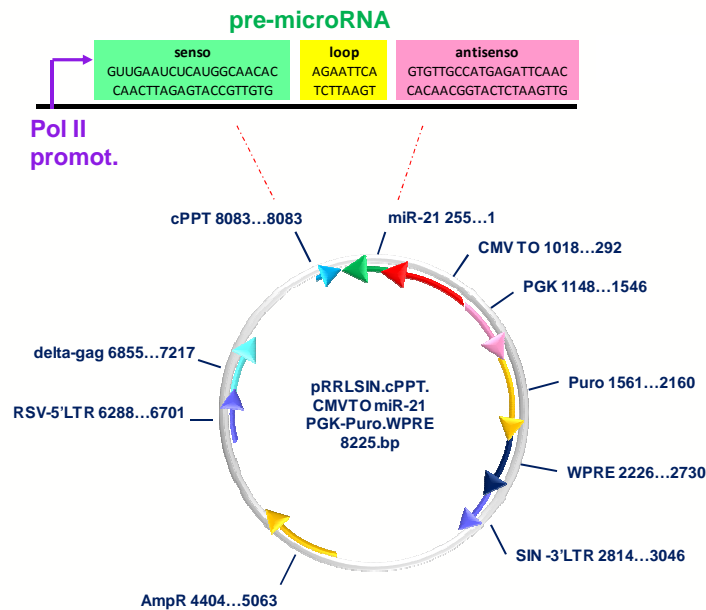 pre-microRNA
senso
GUUGAAUCUCAUGGCAACAC
CAACTTAGAGTACCGTTGTG
loop
AGAATTCA
TCTTAAGT
antisenso
GTGTTGCCATGAGATTCAAC
CACAACGGTACTCTAAGTTG
Pol II
promot.
cPPT 8083...8083
miR-21 255...1
CMV TO 1018...292
PGK 1148...1546
delta-gag 6855...7217
RSV-5'LTR 6288...6701
pRRLSIN.cPPT.
CMVTO miR-21
PGK-Puro.WPRE
8225.bp
Puro 1561...2160
WPRE 2226...2730
SIN -3'LTR 2814...3046
AmpR 4404...5063